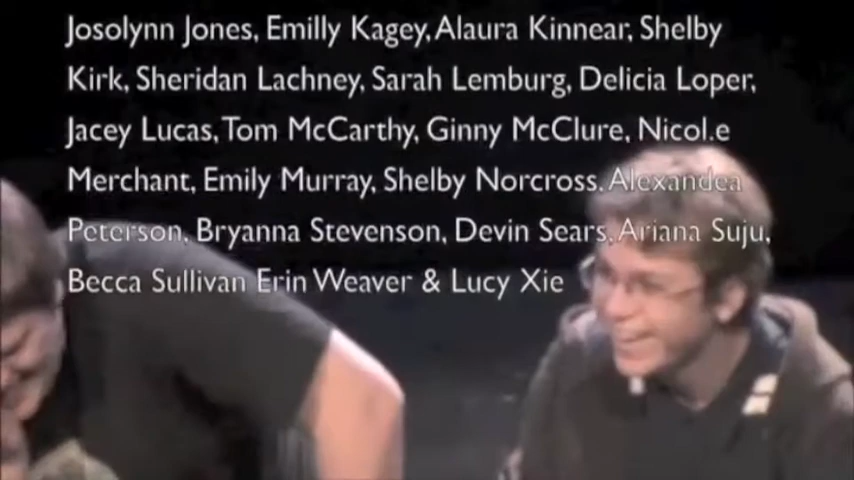 Josolynn Jones, Emilly Kagey, Alaura Kinnear, Shelby
Kirk, Sheridan Lachney, Sarah Lemburg, Delicia Loper,
Jacey Lucas, Tom McCarthy, Ginny McClure, Nicol.e
Merchant, Emily Murray, Shelby Norcross. Alexandea
Peterson, Bryanna Stevenson, Devin Sears, Ariana Suju,
Becca Sullivan Erin Weaver & Lucy Xie